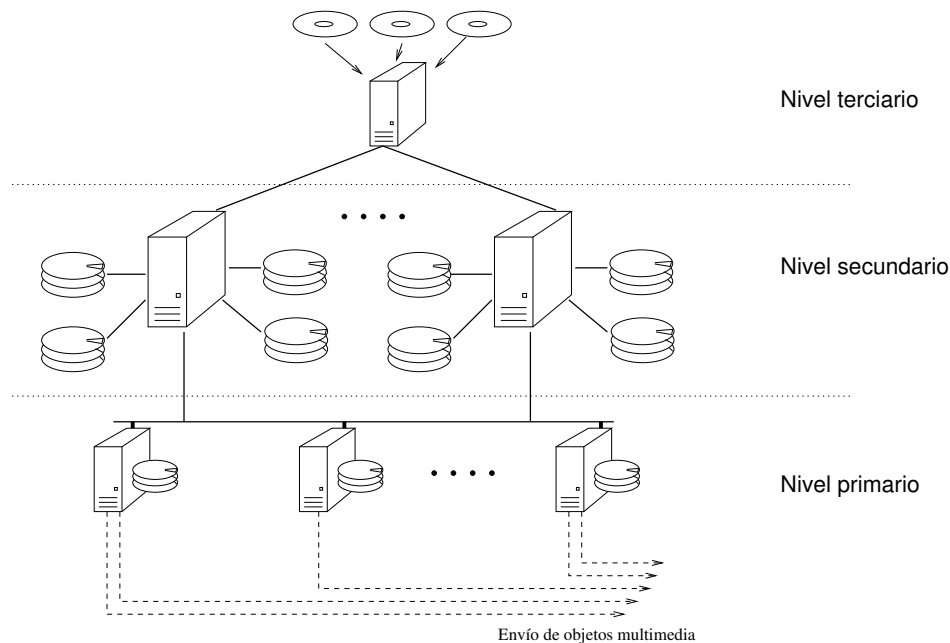 Nivel terciario
Nivel secundario
Nivel primario
Envío de objetos multimedia